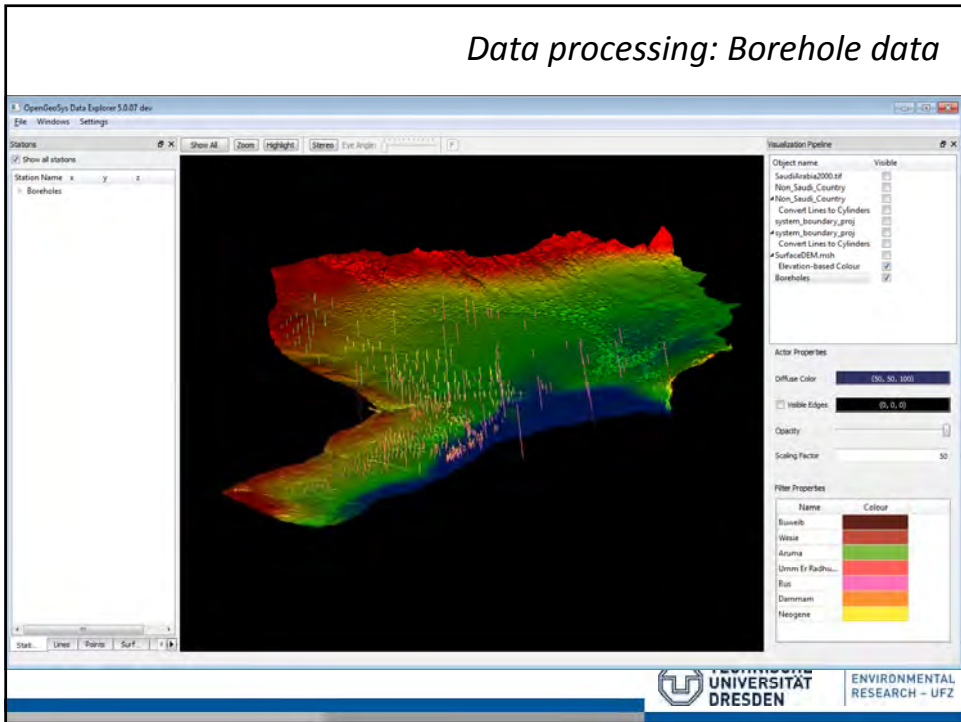 Data processing: Borehole data
OpenGeoSys Data Explorer 5.0.07 dev
File Windows Settings
Stations
Show all stations
Station Name x y z
Boreholes
Stat... Lines Points Surf...
Show All Zoom Highlight Stereo Eye Angle:
Visualization Pipeline
Object name Visible
SaudiArabia2000.tif
Non_Saudi_Country
Non_Saudi_Country
Convert Lines to Cylinders
system_boundary_proj
system_boundary_proj
Convert Lines to Cylinders
SurfaceDEM.msh
Elevation-based Colour
Boreholes
Actor Properties
Diffuse Color (50, 50, 100)
Visible Edges (0, 0, 0)
Opacity
Scaling Factor 50
Filter Properties
Name Colour
Buweib
Wasia
Aruma
Umm Er Radhu...
Rus
Dammam
Neogene
TECHNISCHE
UNIVERSITÄT
DRESDEN
ENVIRONMENTAL
RESEARCH – UFZ